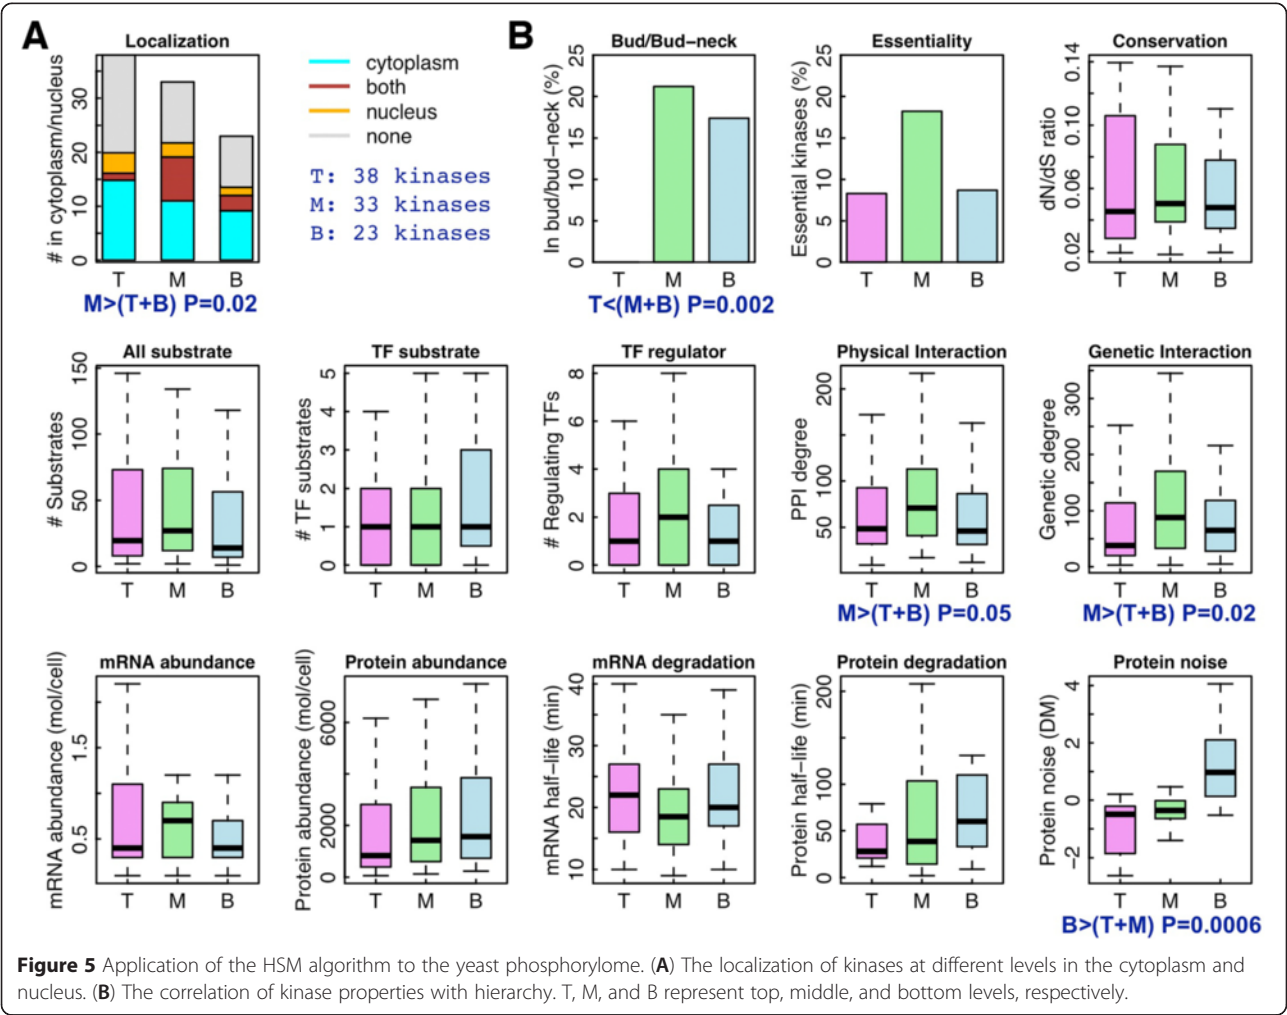 A
Localization
# in cytoplasm/nucleus
0
10
20
30
T
M
B
M>(T+B) P=0.02
cytoplasm
both
nucleus
none
T: 38 kinases
M: 33 kinases
B: 23 kinases
B
Bud/Bud−neck
In bud/bud−neck (%)
0
5
10
15
20
25
T
M
B
T<(M+B) P=0.002
Essentiality
Essential kinases (%)
0
5
10
15
20
25
T
M
B
Conservation
dN/dS ratio
0.02
0.06
0.10
0.14
T
M
B
All substrate
# Substrates
0
50
100
150
T
M
B
TF substrate
# TF substrates
0
1
2
3
4
5
T
M
B
TF regulator
# Regulating TFs
0
2
4
6
8
T
M
B
Physical Interaction
PPI degree
50
100
200
T
M
B
M>(T+B) P=0.05
Genetic Interaction
Genetic degree
0
100
200
300
T
M
B
M>(T+B) P=0.02
mRNA abundance
mRNA abundance (mol/cell)
0.5
1.5
T
M
B
Protein abundance
Protein abundance (mol/cell)
0
2000
6000
T
M
B
mRNA degradation
mRNA half−life (min)
10
20
30
40
T
M
B
Protein degradation
Protein half−life (min)
0
50
100
200
T
M
B
Protein noise
Protein noise (DM)
−2
0
2
4
T
M
B
B>(T+M) P=0.0006
Figure 5 Application of the HSM algorithm to the yeast phosphorylome. (A) The localization of kinases at different levels in the cytoplasm and
nucleus. (B) The correlation of kinase properties with hierarchy. T, M, and B represent top, middle, and bottom levels, respectively.